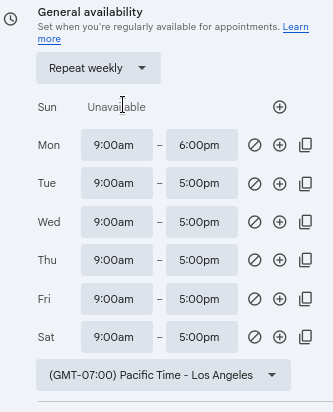 General availability
Set when you're regularly available for appointments. Learn
more
Repeat weekly
Sun Unavailable
Mon 9:00am – 6:00pm
Tue 9:00am – 5:00pm
Wed 9:00am – 5:00pm
Thu 9:00am – 5:00pm
Fri 9:00am – 5:00pm
Sat 9:00am – 5:00pm
(GMT-07:00) Pacific Time - Los Angeles